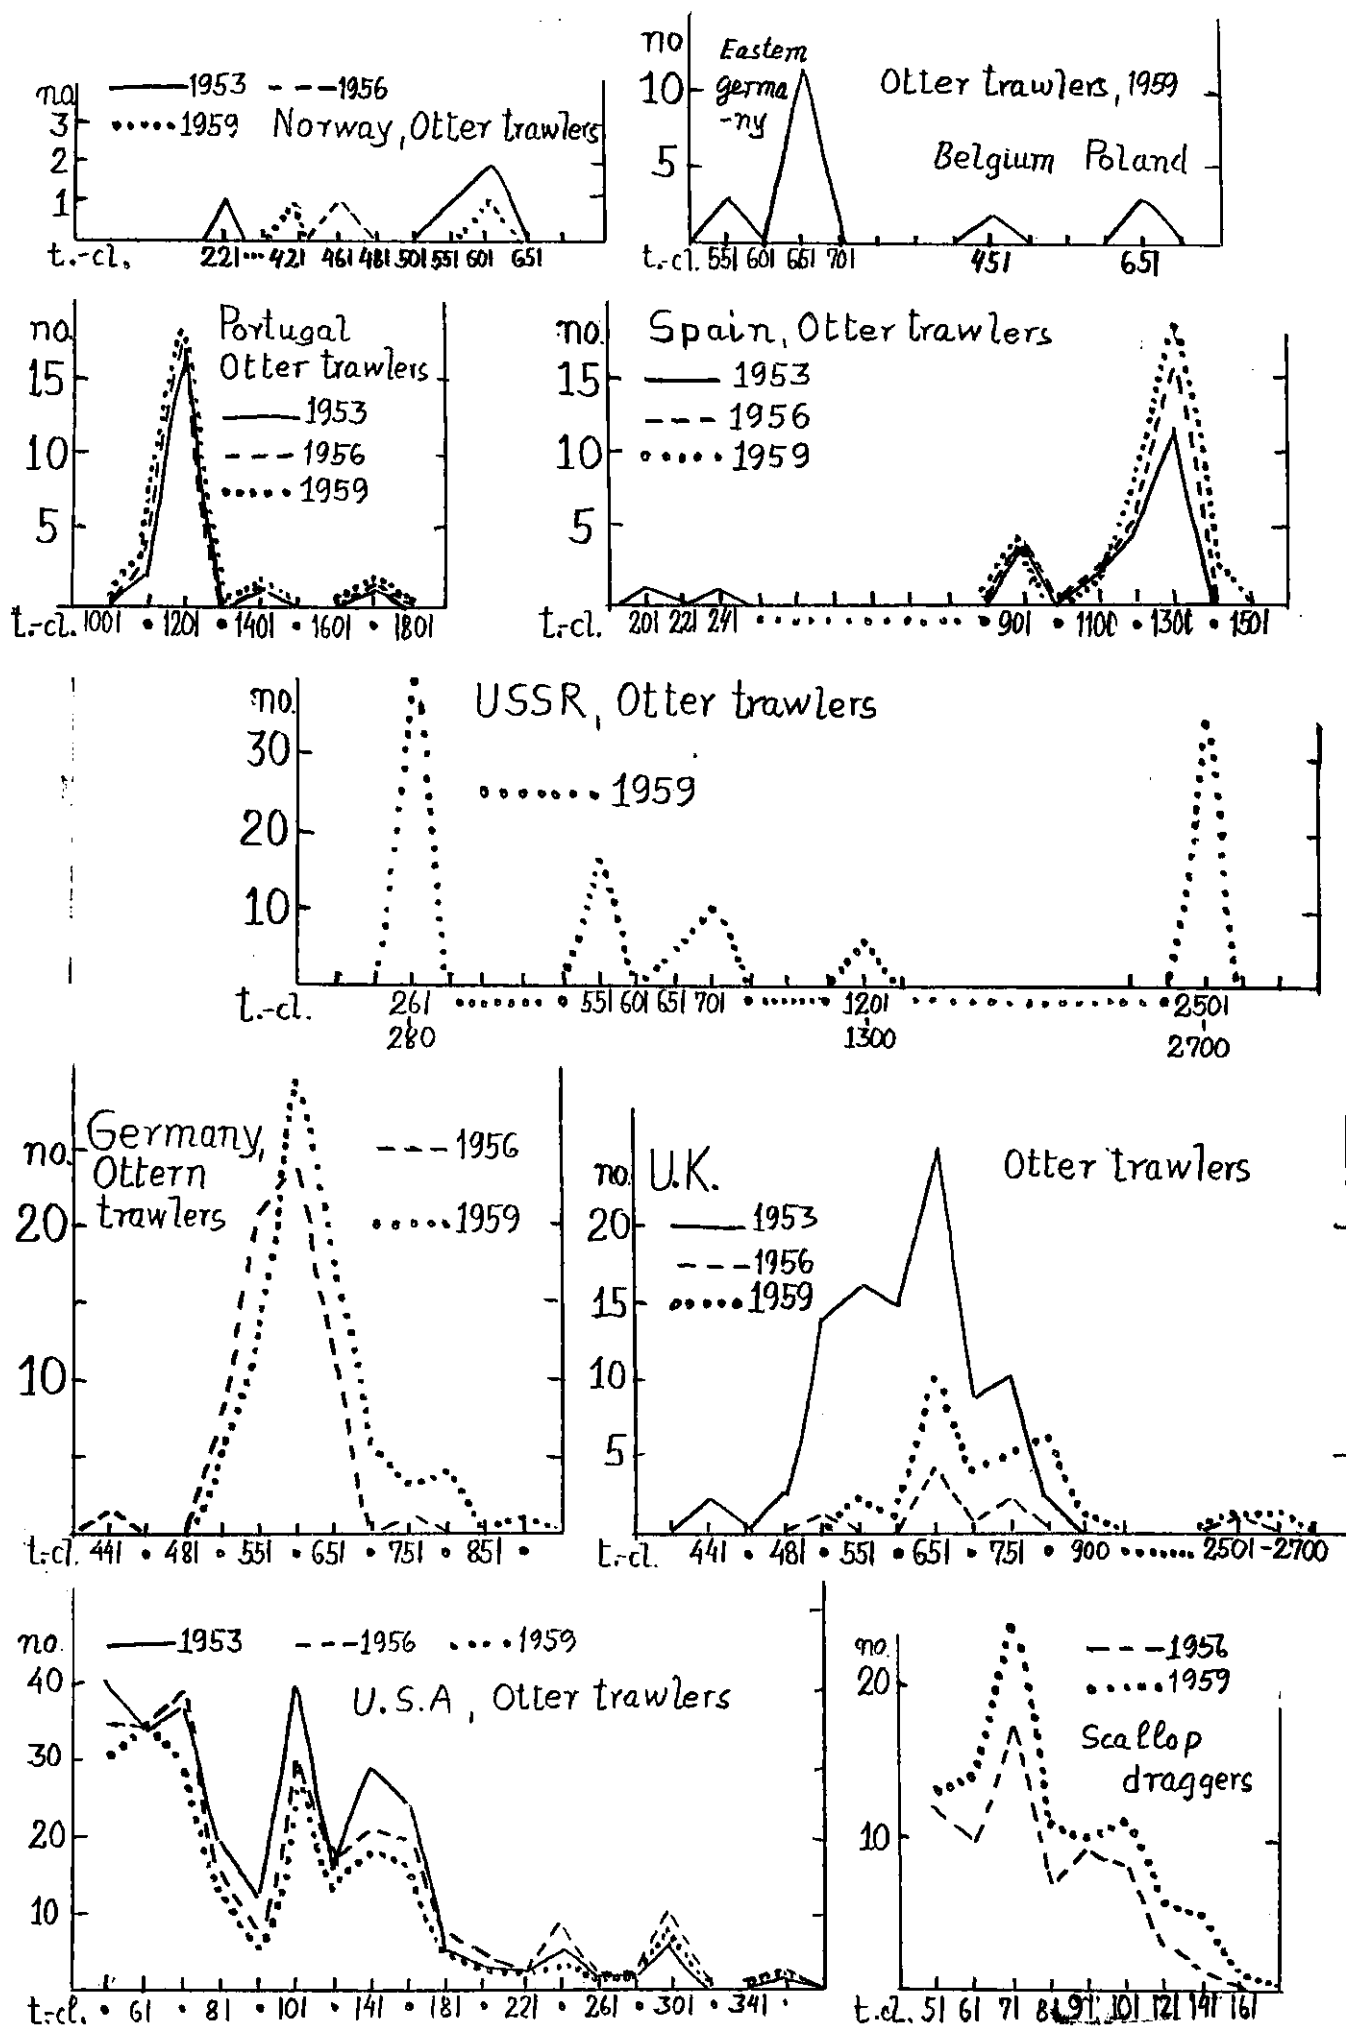 no
1953
1956
1959
Norway, Otter trawlers
3
2
1
t.-cl. 221 421 461 481 501 551 601 651
no
Eastern
germa
-ny
Otter trawlers, 1959
10
5
Belgium Poland
t.-cl. 551 601 651 701 451 651
no.
Portugal
Otter trawlers
1953
1956
1959
15
10
5
t.-cl. 1001 1201 1401 1601 1801
no.
Spain, Otter trawlers
1953
1956
1959
15
10
5
t.-cl. 201 221 241 901 1100 1300 1501
no.
USSR, Otter trawlers
1959
30
20
10
t.-cl. 261 551 601 651 701 1201 2501
280 1300 2700
no.
Germany,
Ottern
trawlers
1956
1959
20
10
t.-cl. 441 481 551 651 751 851
no.
U.K.
Otter trawlers
1953
1956
1959
20
15
10
5
t.-cl. 441 481 551 651 751 900 2501-2700
no.
1953 1956 1959
U.S.A, Otter trawlers
40
30
20
10
t.-cl. 61 81 101 141 181 221 261 301 341
no.
1956
1959
Scallop
draggers
20
10
t.cl. 51 61 71 81 91 101 121 141 161